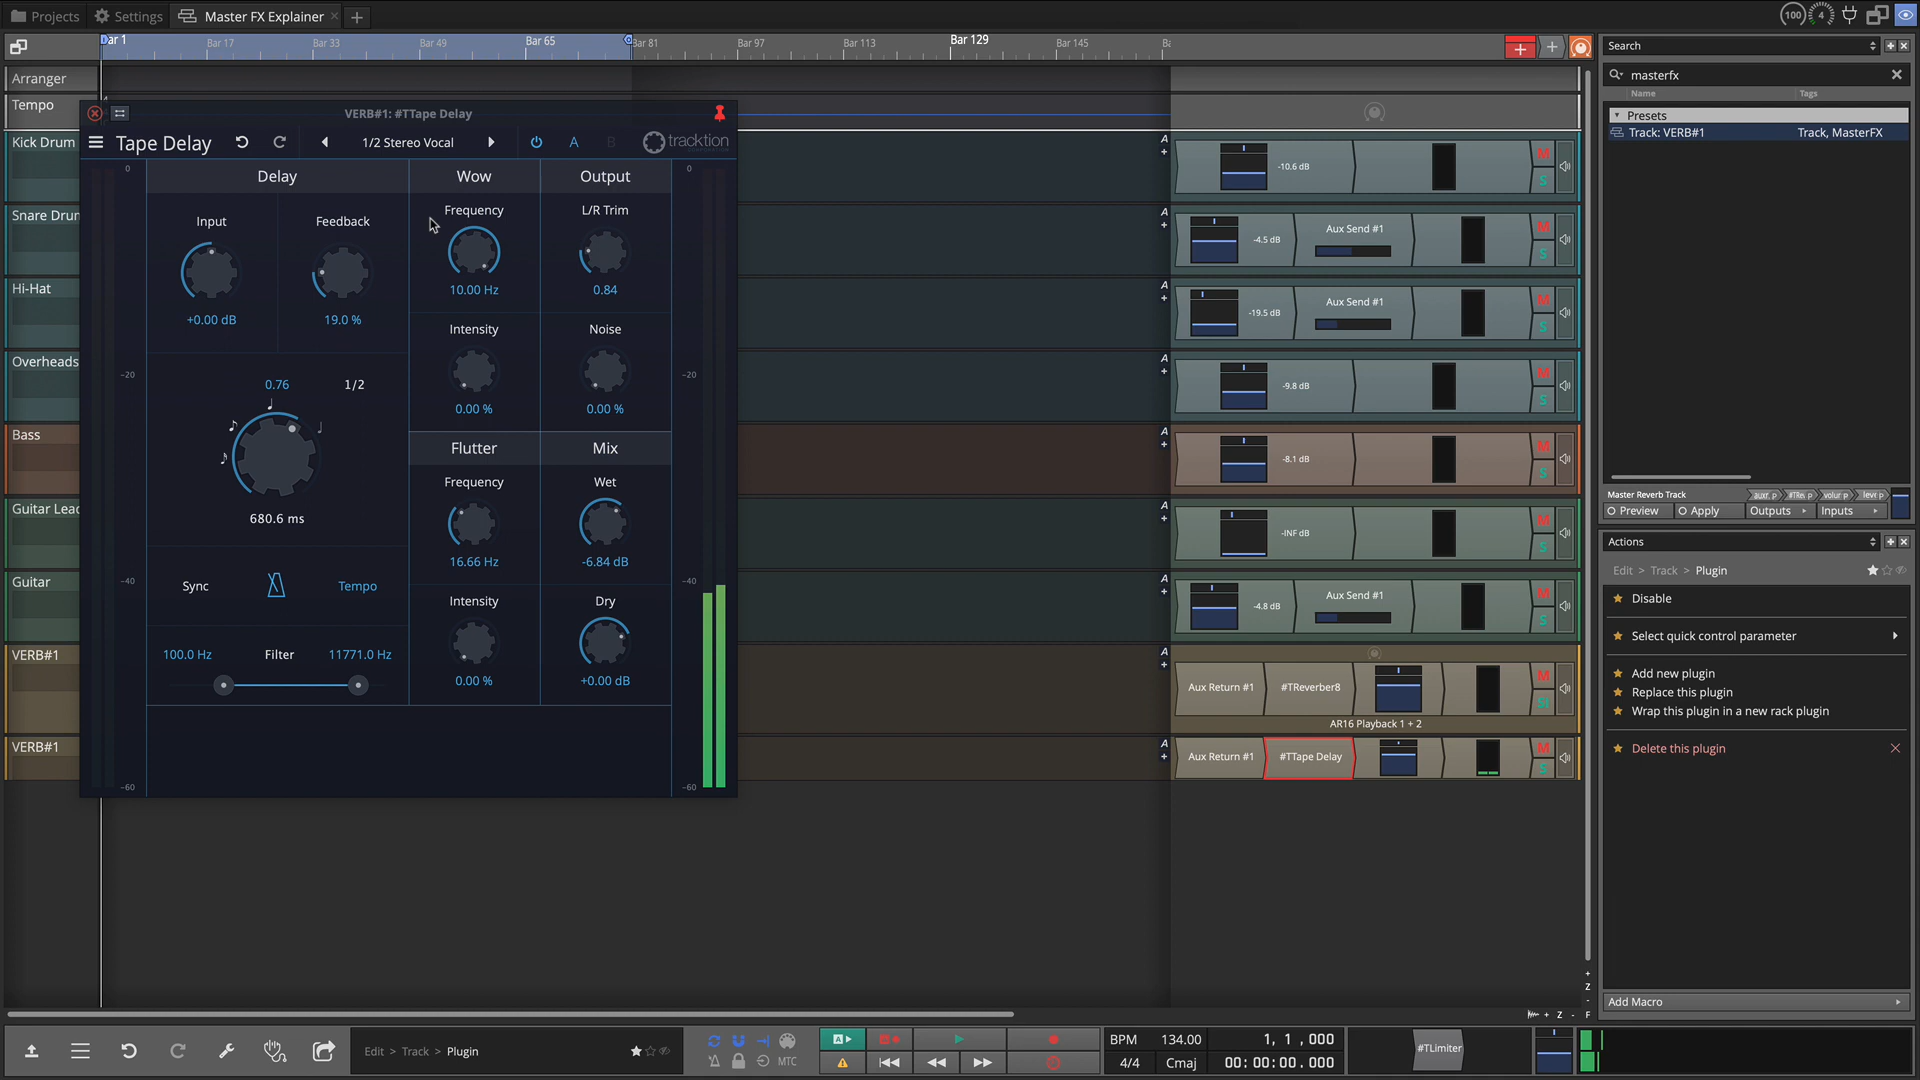 Projects Settings Master FX Explainer
100 4
Bar 1 Bar 17 Bar 33 Bar 49 Bar 65 Bar 81 Bar 97 Bar 113 Bar 129 Bar 145 Ba
Arranger
Tempo
Kick Drum
Snare Drum
Hi-Hat
Overheads
Bass
Guitar Lead
Guitar
VERB#1
VERB#1
VERB#1: #TTape Delay
Tape Delay 1/2 Stereo Vocal A B tracktion
Delay Wow Output
Input Feedback Frequency L/R Trim
+0.00 dB 19.0 % 10.00 Hz 0.84
Intensity Noise
0.00 % 0.00 %
0.76 1/2
680.6 ms
Flutter Mix
Frequency Wet
16.66 Hz -6.84 dB
Intensity Dry
0.00 % +0.00 dB
Sync Tempo
100.0 Hz Filter 11771.0 Hz
0 -20 -40 -60
0 -20 -40 -60
A -10.6 dB M S
A -4.5 dB Aux Send #1 M S
A -19.5 dB Aux Send #1 M S
A -9.8 dB M S
A -8.1 dB M S
A -INF dB M S
A -4.8 dB Aux Send #1 M S
A Aux Return #1 #TReverber8 M SI
AR16 Playback 1 + 2
A Aux Return #1 #TTape Delay M S
Search
masterfx
Name Tags
Presets
Track: VERB#1 Track, MasterFX
Master Reverb Track auxr p #TRe p volur p leve p
Preview Apply Outputs Inputs
Actions
Edit > Track > Plugin
Disable
Select quick control parameter
Add new plugin
Replace this plugin
Wrap this plugin in a new rack plugin
Delete this plugin
Add Macro
+ Z - F
+
Z
-
Edit > Track > Plugin
MTC
A
BPM 134.00 1, 1 ,000
4/4 Cmaj 00:00:00.000
#TLimiter